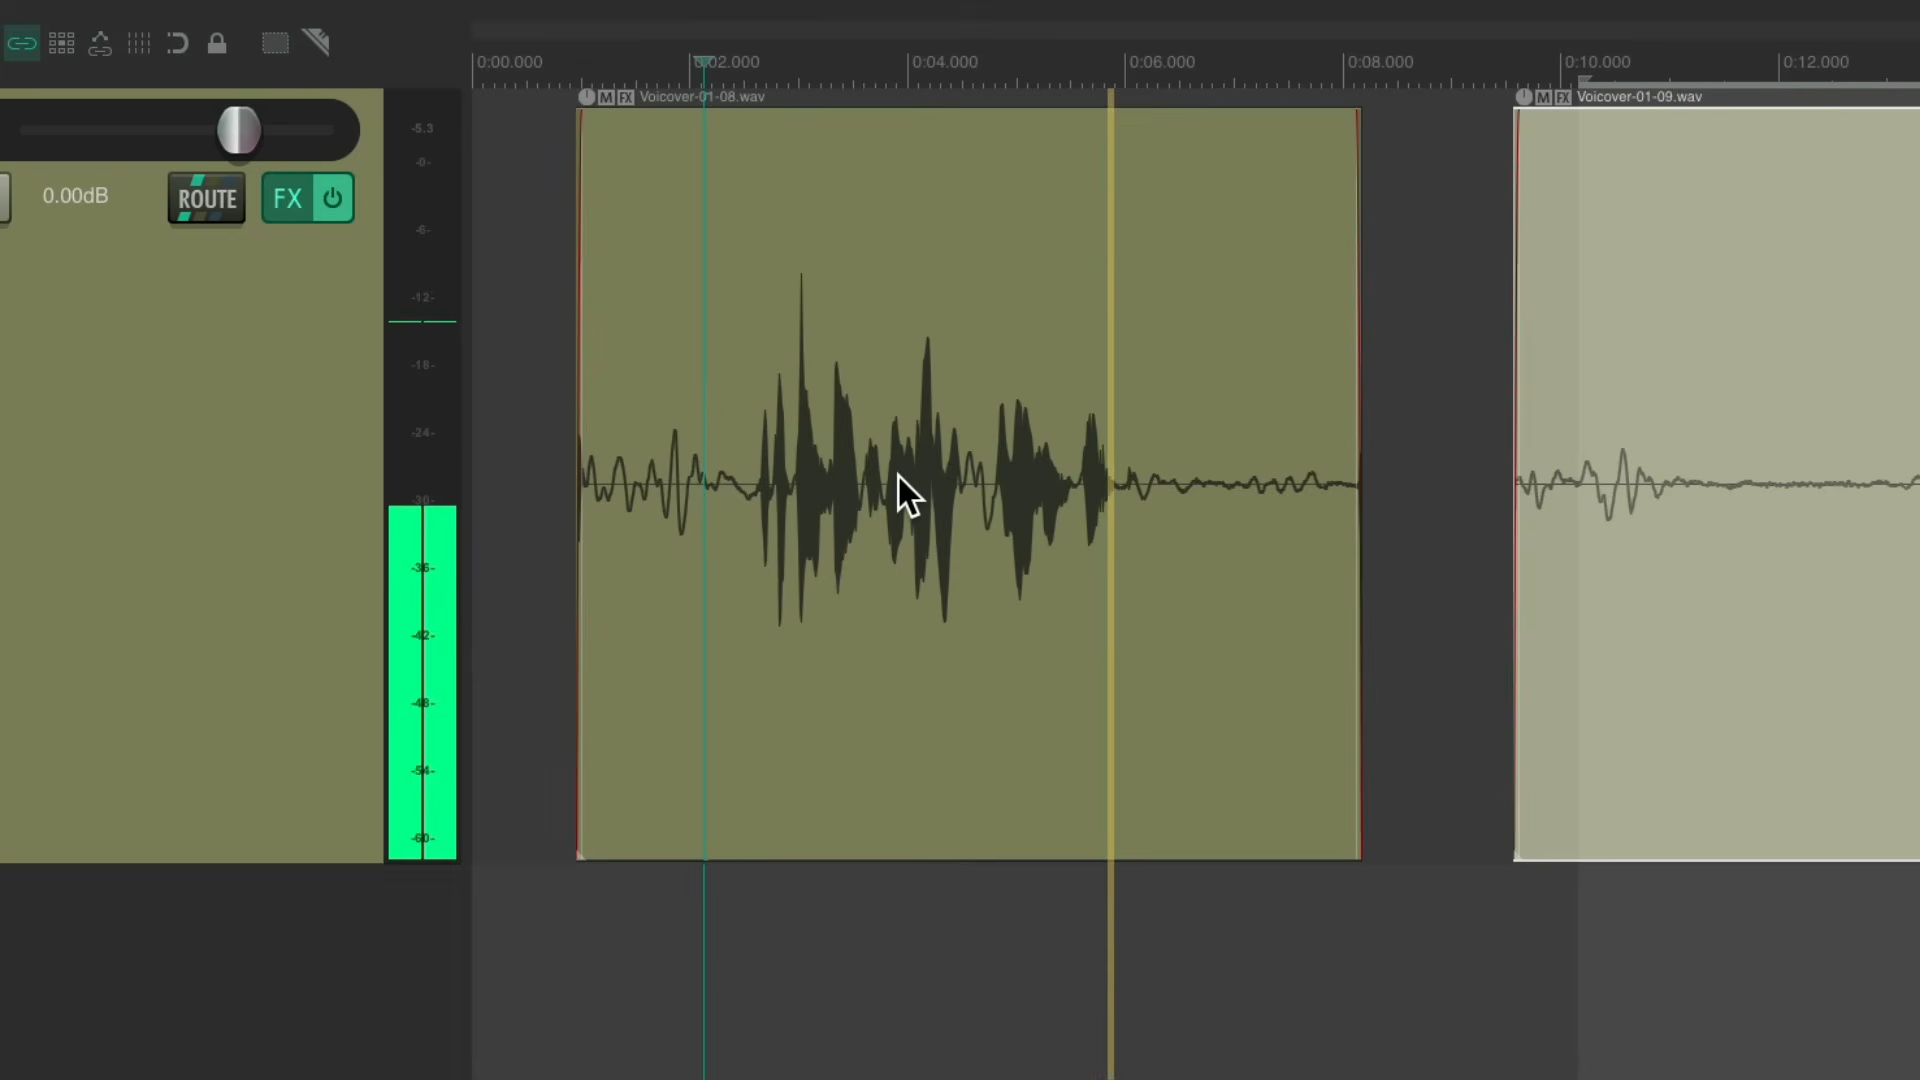 0:00.000 0:02.000 0:04.000 0:06.000 0:08.000 0:10.000 0:12.000
M FX Voicover-01-08.wav
M FX Voicover-01-09.wav
-5.3
-0-
0.00dB
ROUTE
FX
-6-
-12-
-18-
-24-
-30-
-36-
-42-
-48-
-54-
-60-